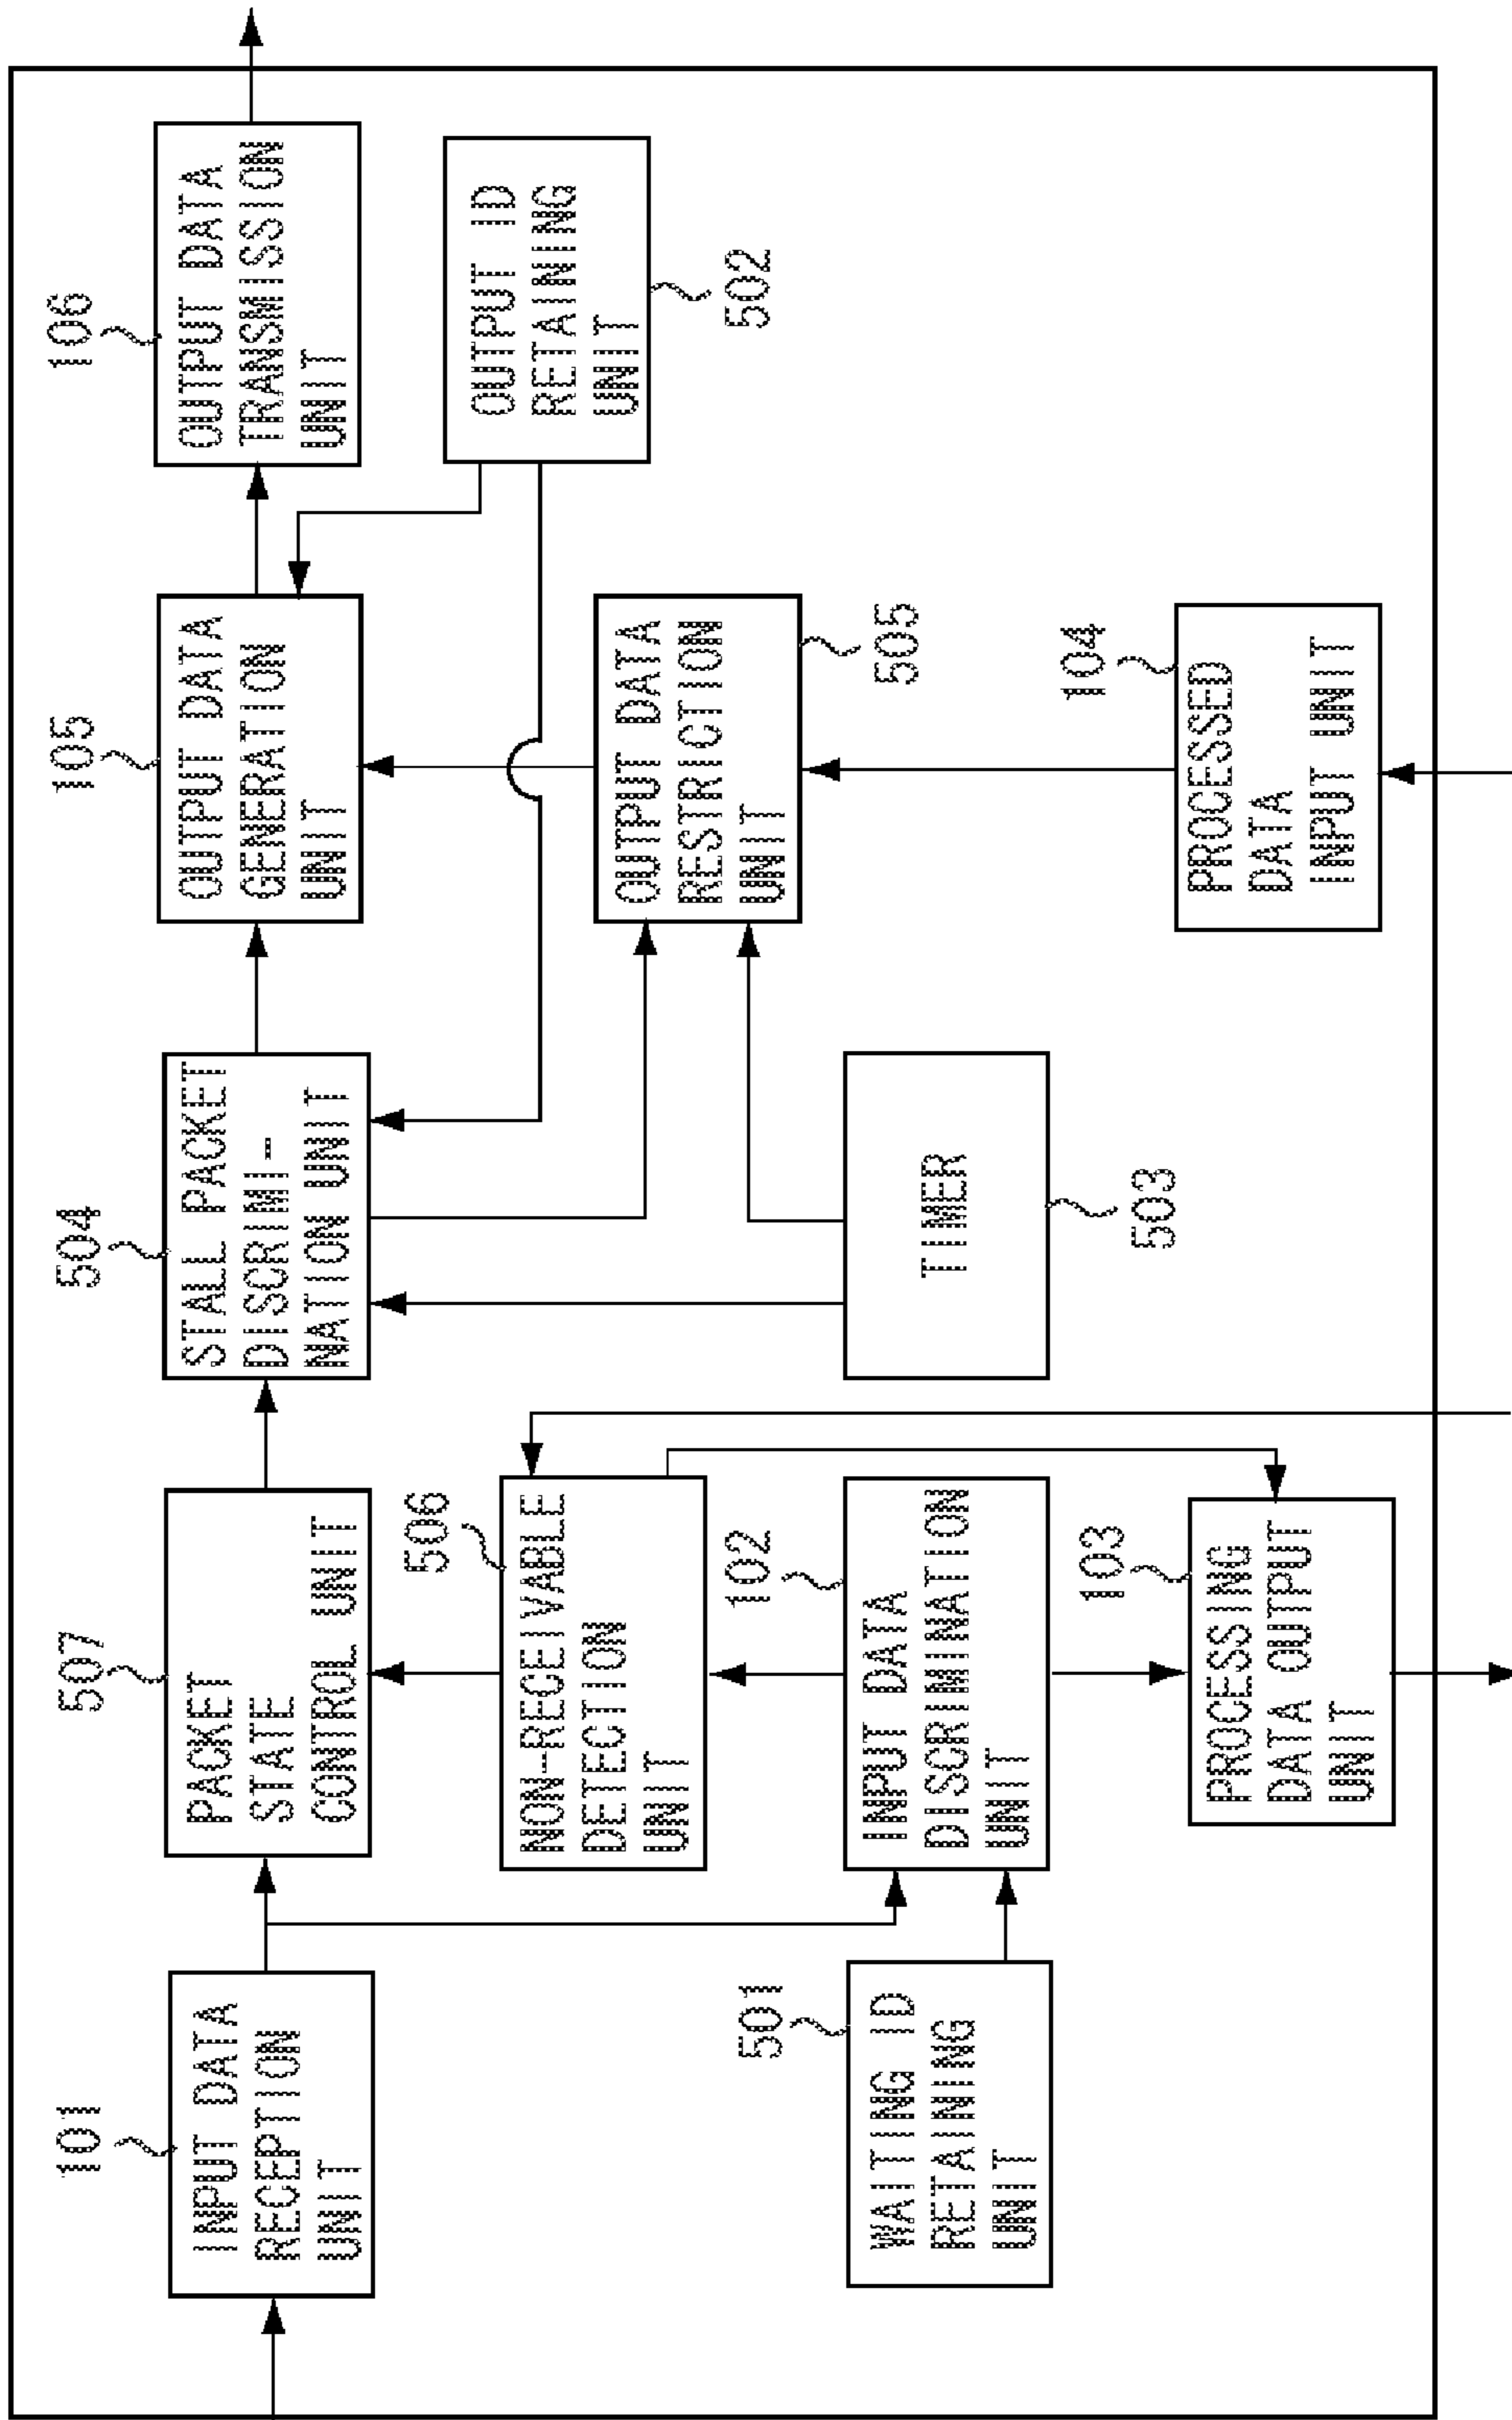 101
INPUT DATA
RECEPTION
UNIT
507
PACKET
STATE
CONTROL UNIT
504
STALL PACKET
DISCRIMI-
NATION UNIT
105
OUTPUT DATA
GENERATION
UNIT
106
OUTPUT DATA
TRANSMISSION
UNIT
506
NON-RECEIVABLE
DETECTION
UNIT
OUTPUT ID
RETAINING
UNIT
502
OUTPUT DATA
RESTRICTION
UNIT
505
501
WAITING ID
RETAINING
UNIT
102
INPUT DATA
DISCRIMINATION
UNIT
TIMER
503
103
PROCESSING
DATA OUTPUT
UNIT
104
PROCESSED
DATA
INPUT UNIT